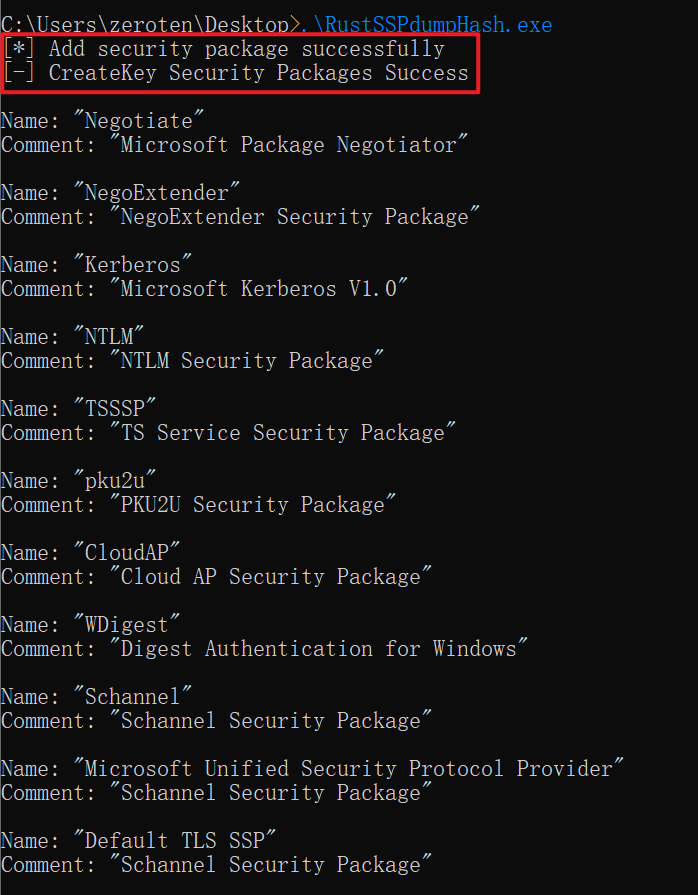 C:\Users\zeroten\Desktop>.\RustSSPdumpHash.exe
[*] Add security package successfully
[-] CreateKey Security Packages Success
Name: "Negotiate"
Comment: "Microsoft Package Negotiator"
Name: "NegoExtender"
Comment: "NegoExtender Security Package"
Name: "Kerberos"
Comment: "Microsoft Kerberos V1.0"
Name: "NTLM"
Comment: "NTLM Security Package"
Name: "TSSSP"
Comment: "TS Service Security Package"
Name: "pku2u"
Comment: "PKU2U Security Package"
Name: "CloudAP"
Comment: "Cloud AP Security Package"
Name: "WDigest"
Comment: "Digest Authentication for Windows"
Name: "Schannel"
Comment: "Schannel Security Package"
Name: "Microsoft Unified Security Protocol Provider"
Comment: "Schannel Security Package"
Name: "Default TLS SSP"
Comment: "Schannel Security Package"